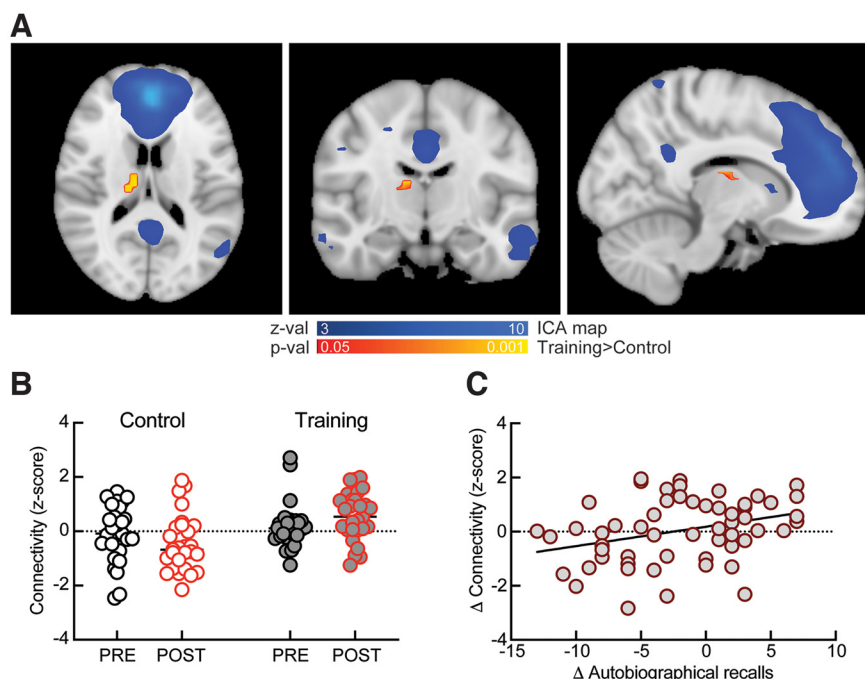 A
z-val 3 10 ICA map
p-val 0.05 0.001 Training>Control
B
Control Training
Connectivity (z-score)
4
2
0
-2
-4
PRE POST PRE POST
C
Δ Connectivity (z-score)
4
2
0
-2
-4
-15 -10 -5 0 5 10
Δ Autobiographical recalls